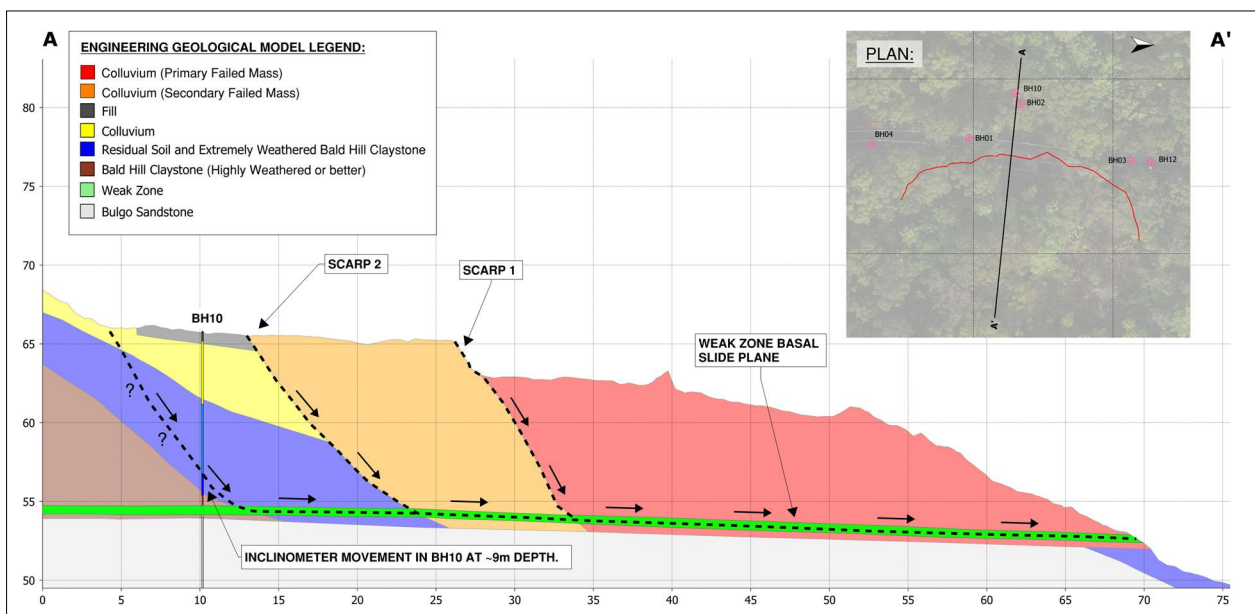 A
ENGINEERING GEOLOGICAL MODEL LEGEND:
Colluvium (Primary Failed Mass)
Colluvium (Secondary Failed Mass)
Fill
Colluvium
Residual Soil and Extremely Weathered Bald Hill Claystone
Bald Hill Claystone (Highly Weathered or better)
Weak Zone
Bulgo Sandstone
PLAN:
A
BH10
BH02
BH04
BH01
BH03
BH12
A'
A'
80
75
70
65
60
55
50
SCARP 2
SCARP 1
BH10
WEAK ZONE BASAL
SLIDE PLANE
?
?
INCLINOMETER MOVEMENT IN BH10 AT ~9m DEPTH.
0
5
10
15
20
25
30
35
40
45
50
55
60
65
70
75